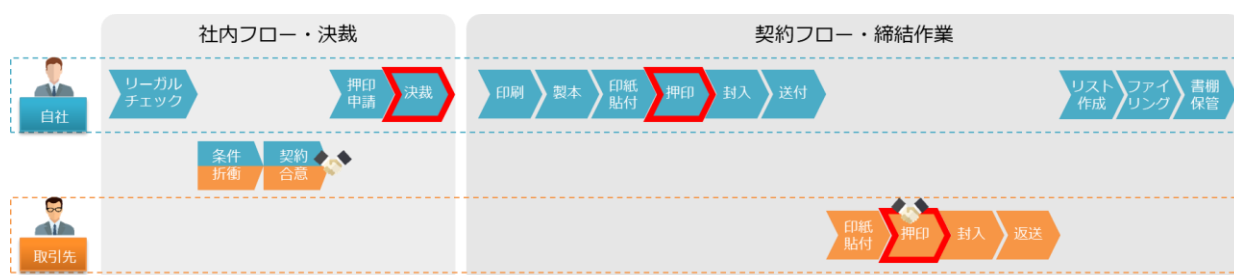 社内フロー・決裁
契約フロー・締結作業
自社
リーガル
チェック
押印
申請
決裁
印刷
製本
印紙
貼付
押印
封入
送付
リスト
作成
ファイ
リング
書棚
保管
条件
折衝
契約
合意
取引先
印紙
貼付
押印
封入
返送